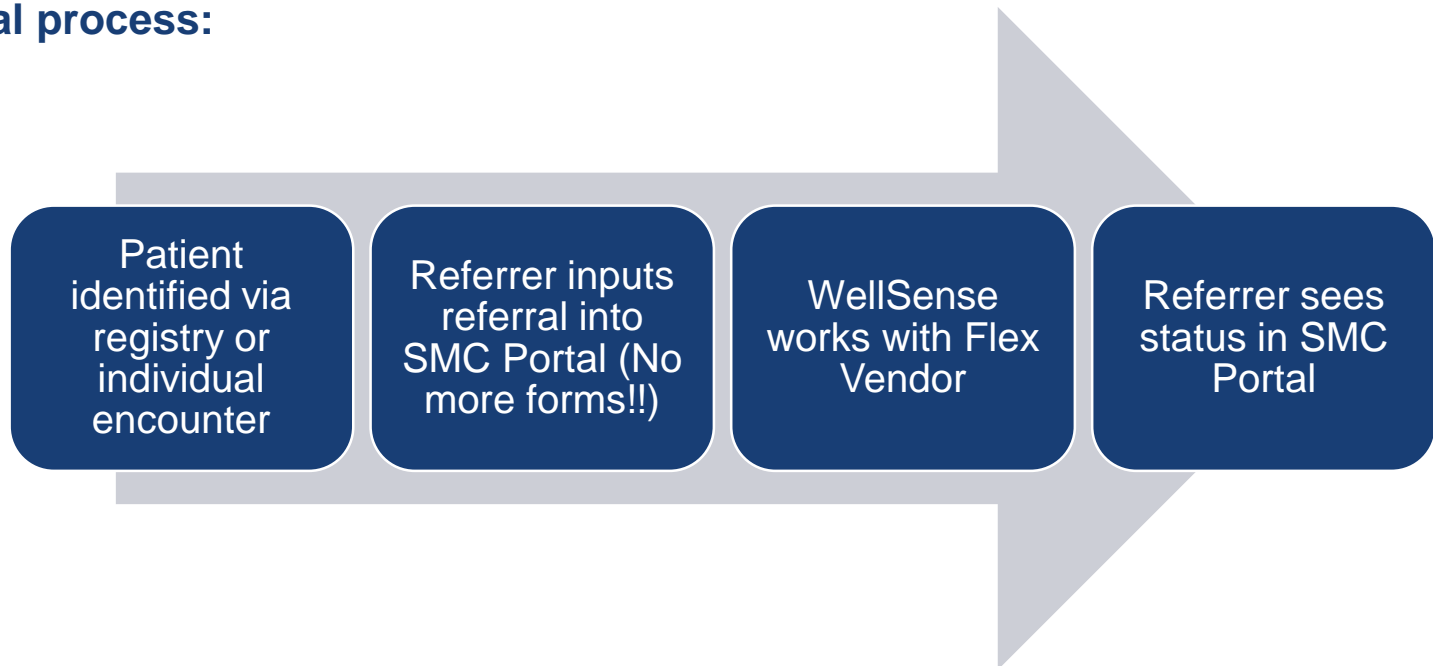 al process:
Patient
identified via
registry or
individual
encounter
Referrer inputs
referral into
SMC Portal (No
more forms!!)
WellSense
works with Flex
Vendor
Referrer sees
status in SMC
Portal